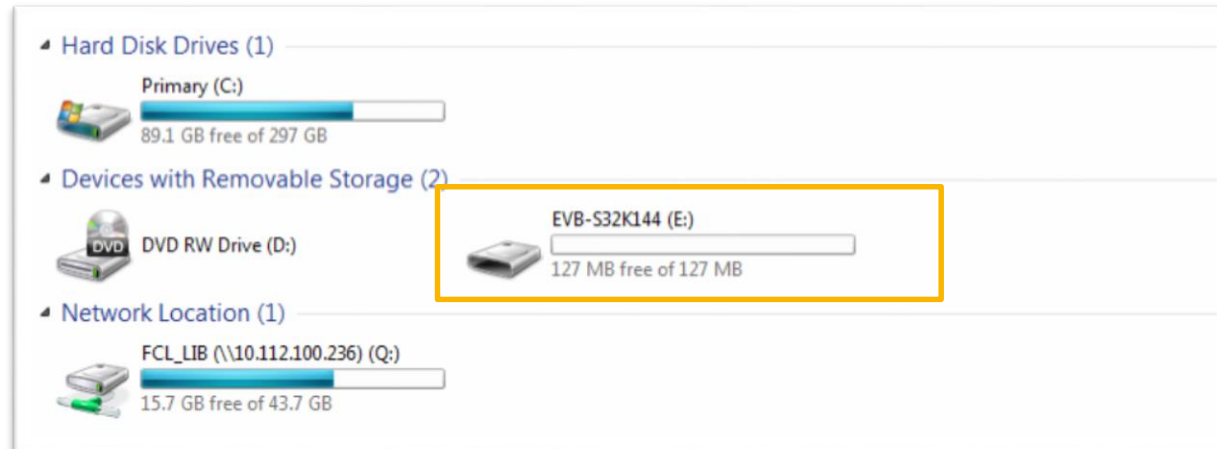 Hard Disk Drives (1)
Primary (C:)
89.1 GB free of 297 GB
Devices with Removable Storage (2)
DVD
DVD RW Drive (D:)
EVB-S32K144 (E:)
127 MB free of 127 MB
Network Location (1)
FCL_LIB (\\10.112.100.236) (Q:)
15.7 GB free of 43.7 GB